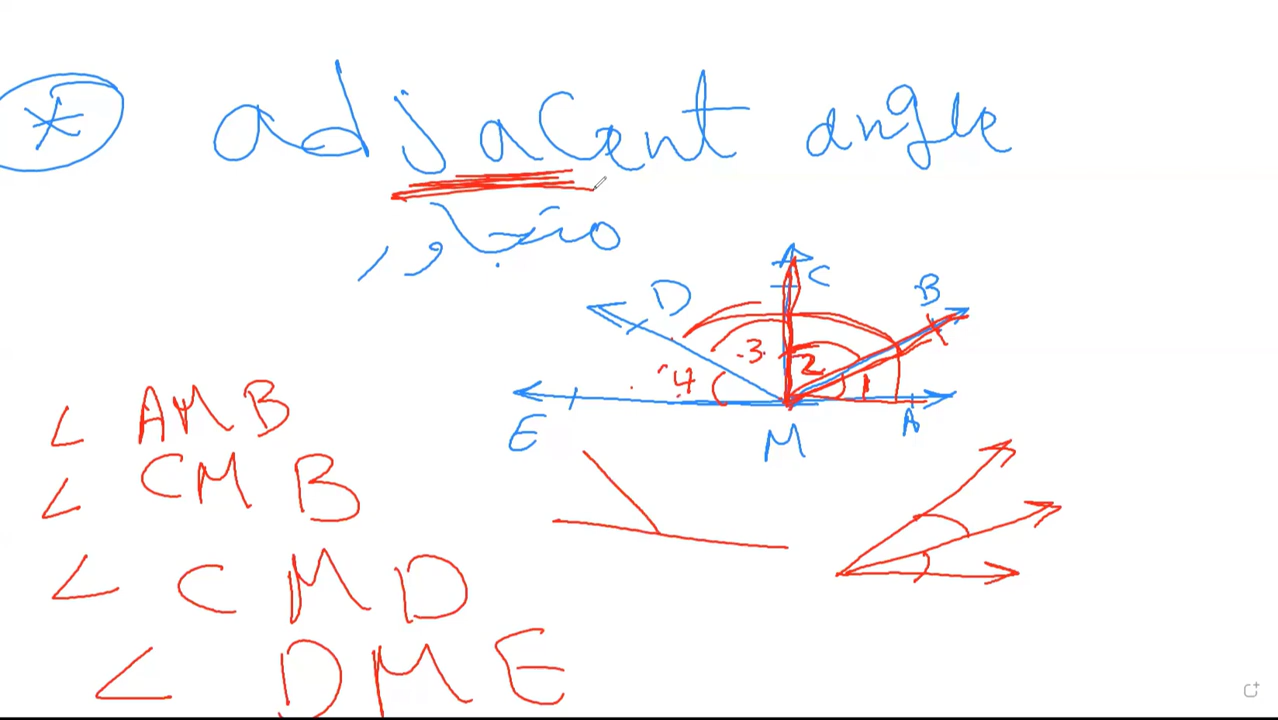 * adjacent angle
متجاور
C
D
B
3
2
4
1
E
M
A
< AMB
< CMB
< CMD
< DME